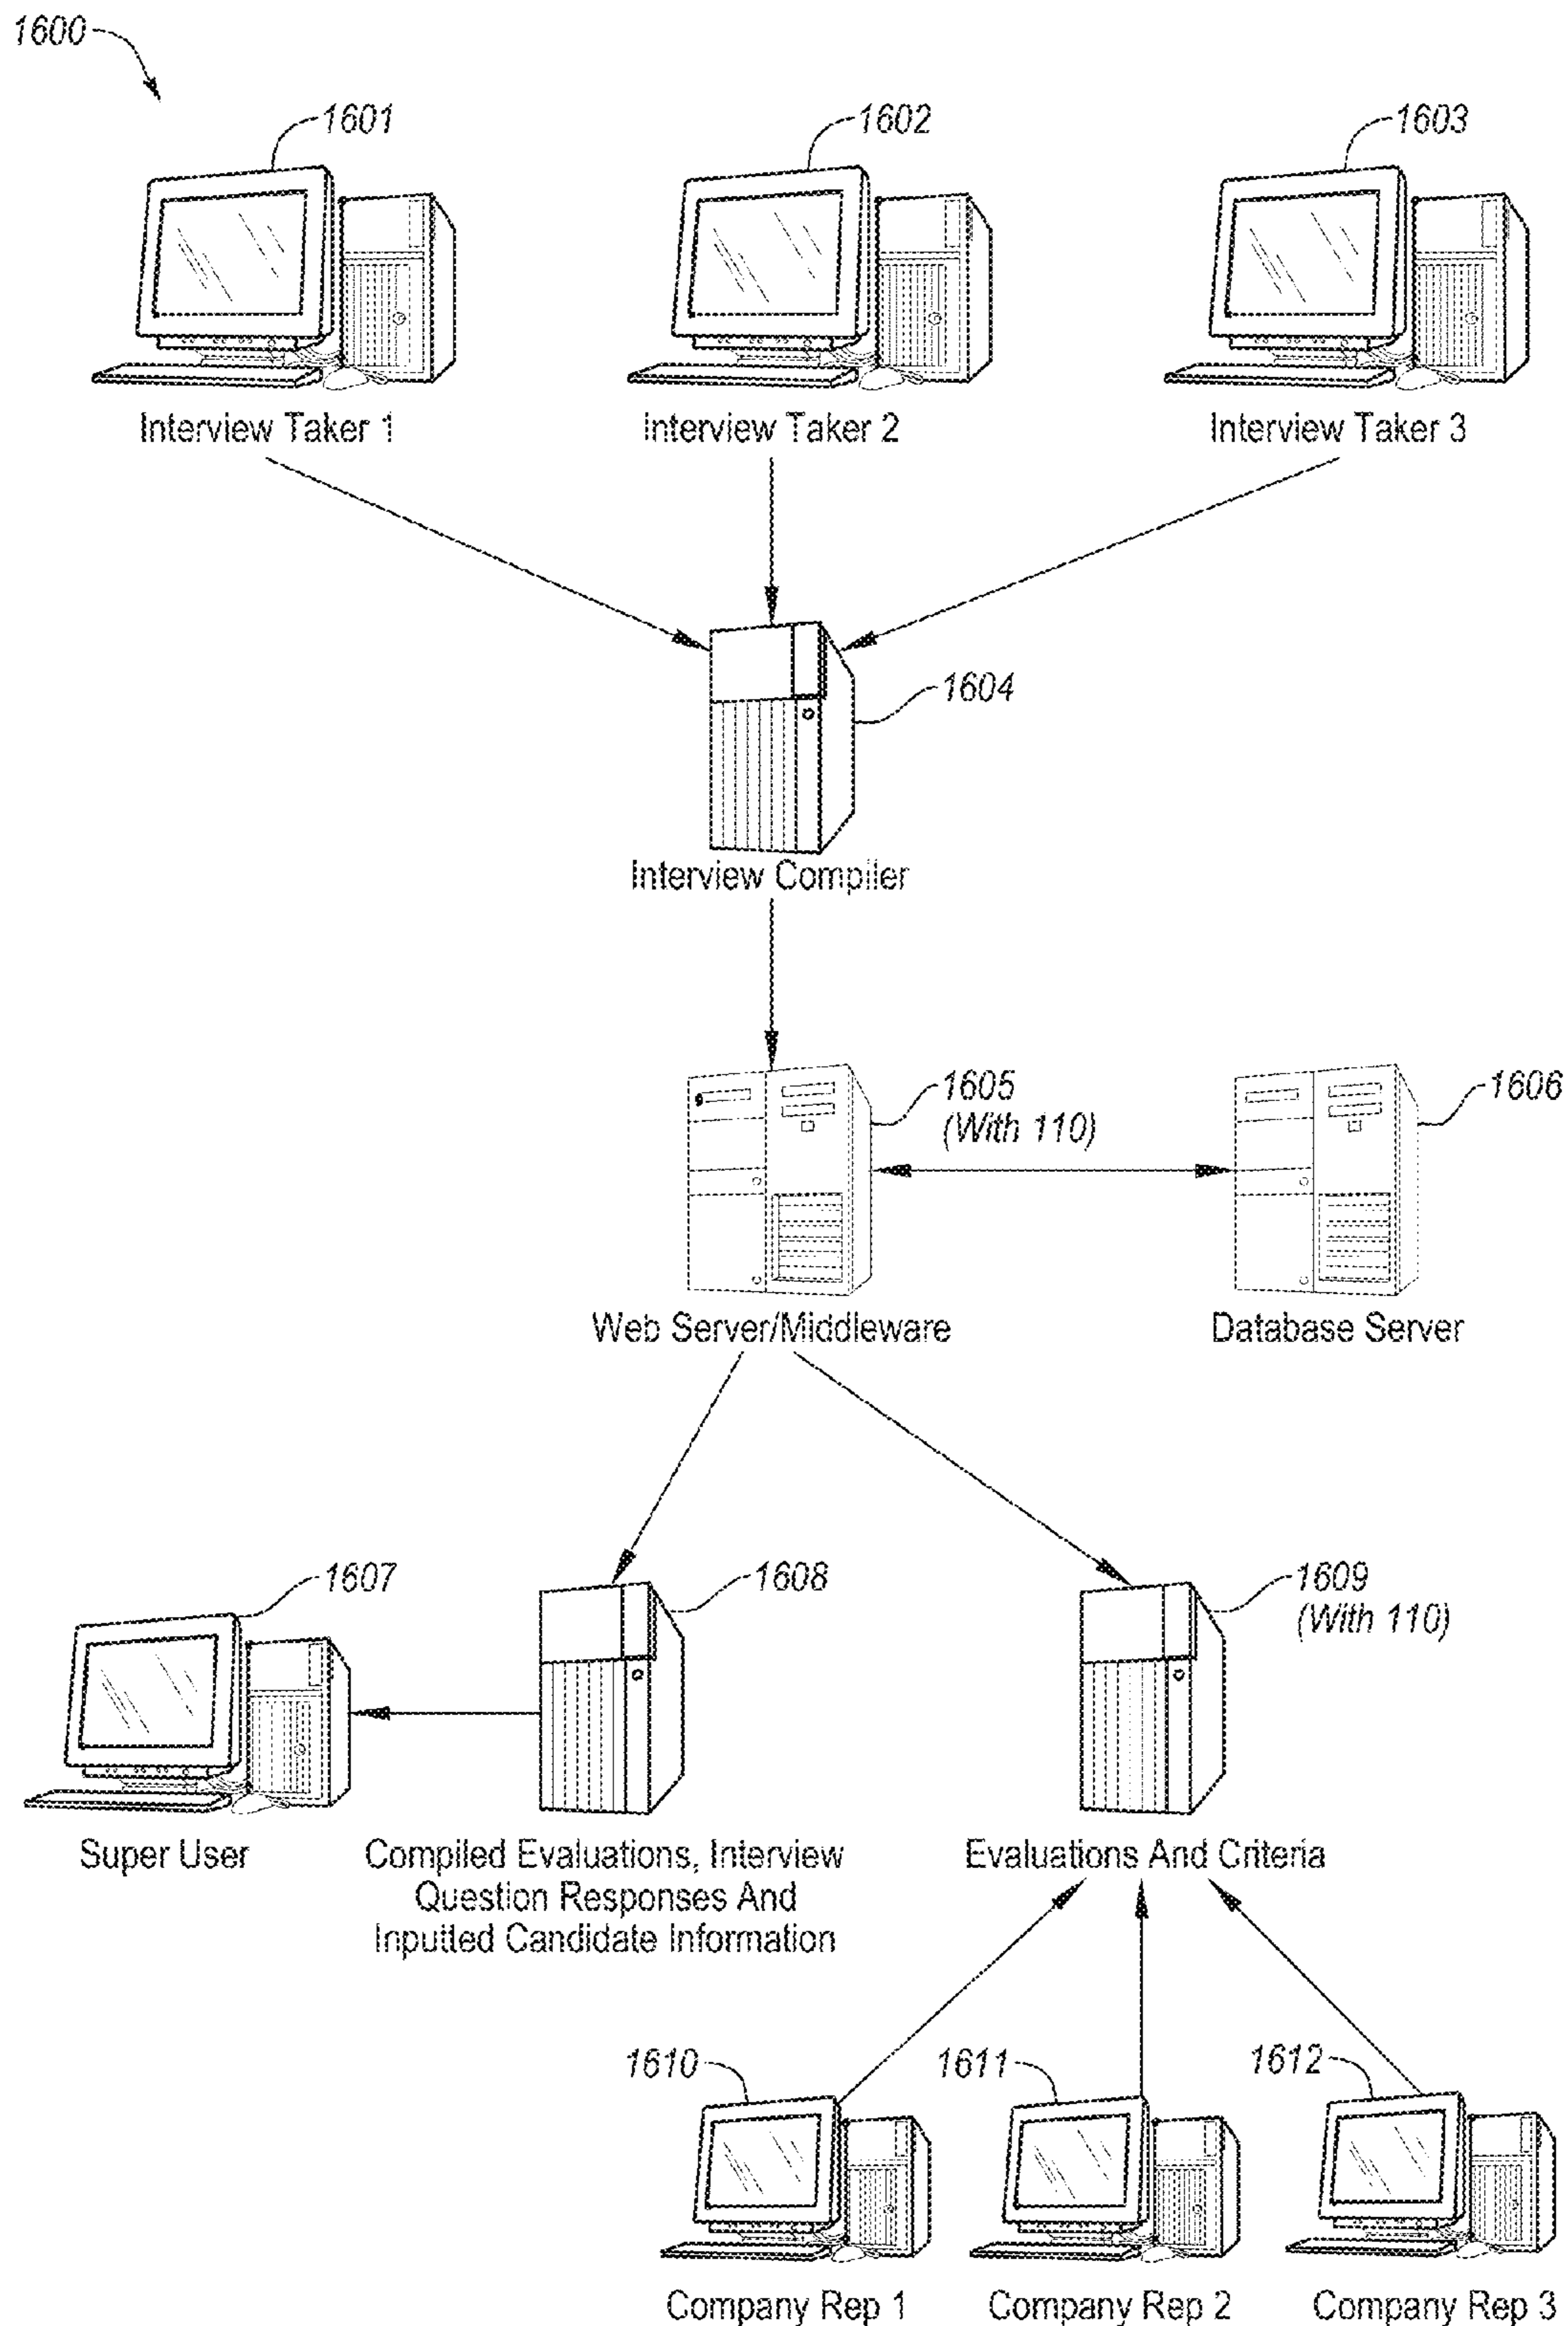 1600
1601
1602
1603
Interview Taker 1
Interview Taker 2
Interview Taker 3
1604
Interview Compiler
1605
(With 110)
1606
Web Server/Middleware
Database Server
1607
1608
1609
(With 110)
Super User
Compiled Evaluations, Interview
Question Responses And
Inputted Candidate Information
Evaluations And Criteria
1610
1611
1612
Company Rep 1
Company Rep 2
Company Rep 3